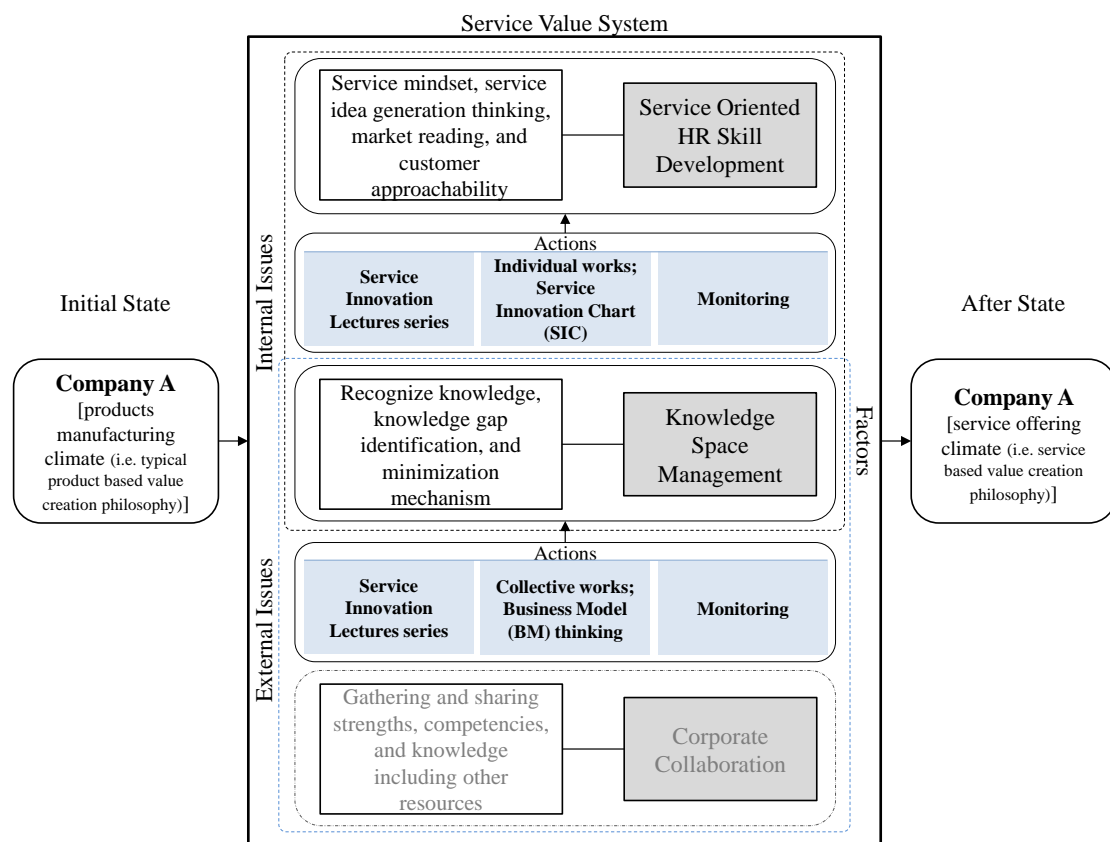 Service Value System
Service mindset, service
idea generation thinking,
market reading, and
customer
approachability
Service Oriented
HR Skill
Development
Internal Issues
Actions
Service
Innovation
Lectures series
Individual works;
Service
Innovation Chart
(SIC)
Monitoring
Initial State
Company A
[products
manufacturing
climate (i.e. typical
product based value
creation philosophy)]
Recognize knowledge,
knowledge gap
identification, and
minimization
mechanism
Knowledge
Space
Management
Factors
After State
Company A
[service offering
climate (i.e. service
based value creation
philosophy)]
External Issues
Actions
Service
Innovation
Lectures series
Collective works;
Business Model
(BM) thinking
Monitoring
Gathering and sharing
strengths, competencies,
and knowledge
including other
resources
Corporate
Collaboration